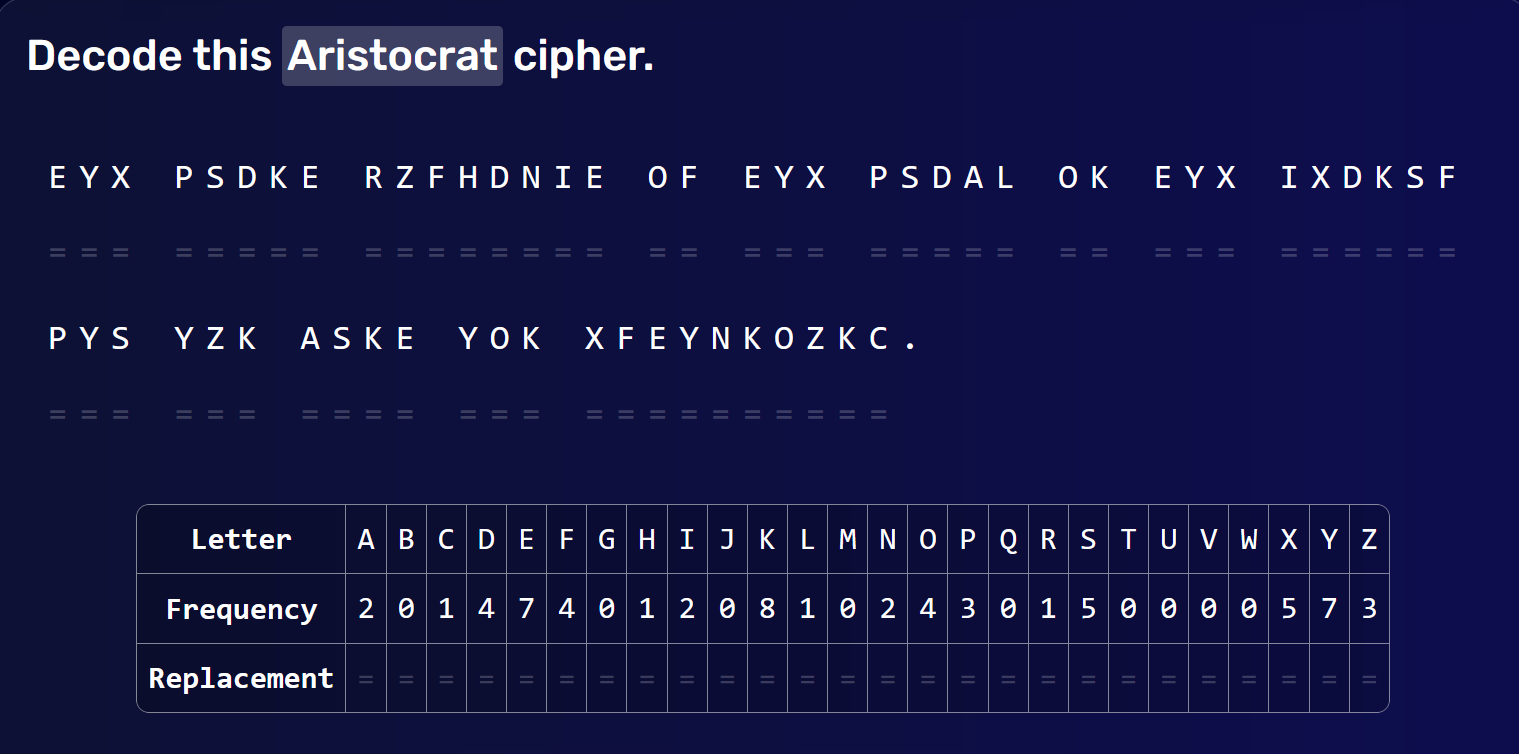 Decode this Aristocrat cipher.
EYX PSDKE RZFHDNIE OF EYX PSDAL OK EYX IXDKSF
=== ===== ======== == === ===== == === ======
PYS YZK ASKE YOK XFEYNKOZKC.
=== === ==== === ==========
Letter A B C D E F G H I J K L M N O P Q R S T U V W X Y Z
Frequency 2 0 1 4 7 4 0 1 2 0 8 1 0 2 4 3 0 1 5 0 0 0 0 5 7 3
Replacement = = = = = = = = = = = = = = = = = = = = = = = = = =